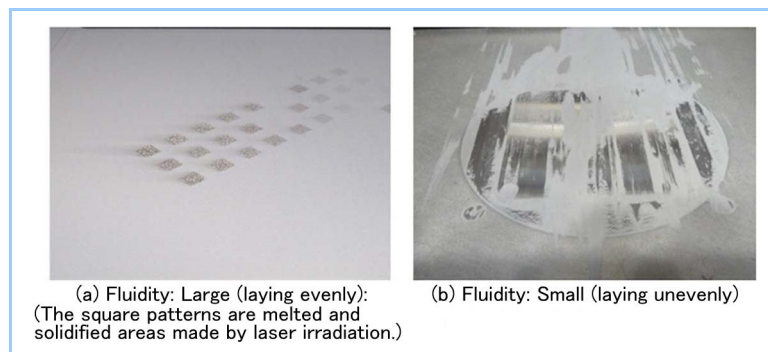 (a) Fluidity: Large (laying evenly):
(The square patterns are melted and
solidified areas made by laser irradiation.)
(b) Fluidity: Small (laying unevenly)